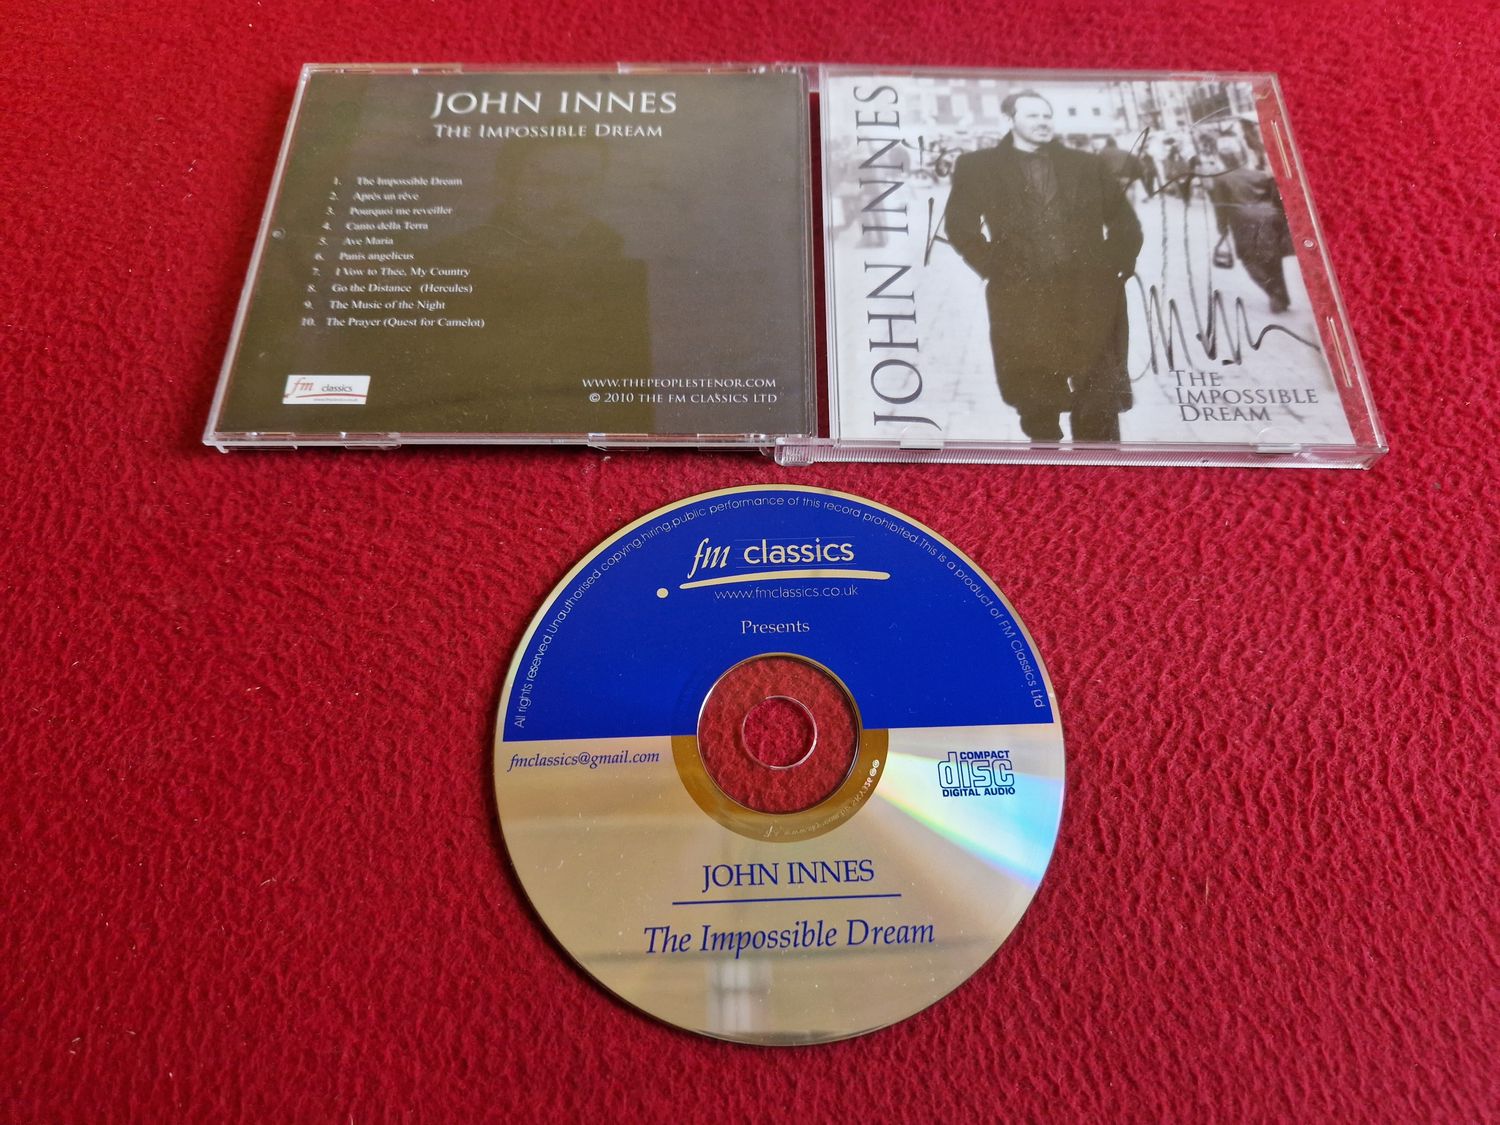 JOHN INNES
THE IMPOSSIBLE DREAM
1. The Impossible Dream
2. Après un rêve
3. Pourquoi me reveiller
4. Canto della Terra
5. Ave Maria
6. Panis angelicus
7. I Vow to Thee, My Country
8. Go the Distance (Hercules)
9. The Music of the Night
10. The Prayer (Quest for Camelot)
fm classics
WWW.THEPEOPLESTENOR.COM
© 2010 THE FM CLASSICS LTD
JOHN INNES
THE
IMPOSSIBLE
DREAM
All rights reserved.Unauthorised copying,hiring,public performance of this record prohibited.This is a product of FM Classics Ltd
fm classics
www.fmclassics.co.uk
Presents
fmclassics@gmail.com
COMPACT
disc
DIGITAL AUDIO
JOHN INNES
The Impossible Dream